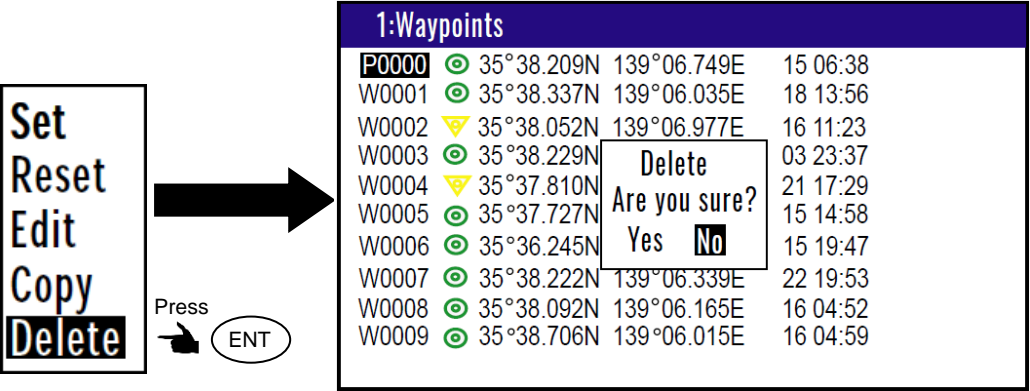 Set
Reset
Edit
Copy
Delete
Press
ENT
1:Waypoints
P0000 35°38.209N 139°06.749E 15 06:38
W0001 35°38.337N 139°06.035E 18 13:56
W0002 35°38.052N 139°06.977E 16 11:23
W0003 35°38.229N 03 23:37
W0004 35°37.810N 21 17:29
W0005 35°37.727N 15 14:58
W0006 35°36.245N 15 19:47
W0007 35°38.222N 139°06.339E 22 19:53
W0008 35°38.092N 139°06.165E 16 04:52
W0009 35°38.706N 139°06.015E 16 04:59
Delete
Are you sure?
Yes No